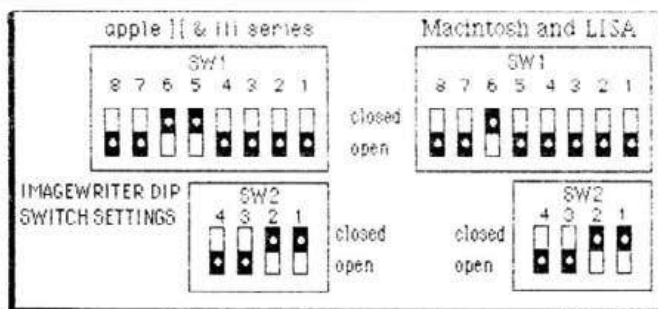 apple ][ & /// series
SW1
8 7 6 5 4 3 2 1
closed
open
IMAGEWRITER DIP
SWITCH SETTINGS
SW2
4 3 2 1
closed
open
Macintosh and LISA
SW1
8 7 6 5 4 3 2 1
SW2
4 3 2 1
closed
open